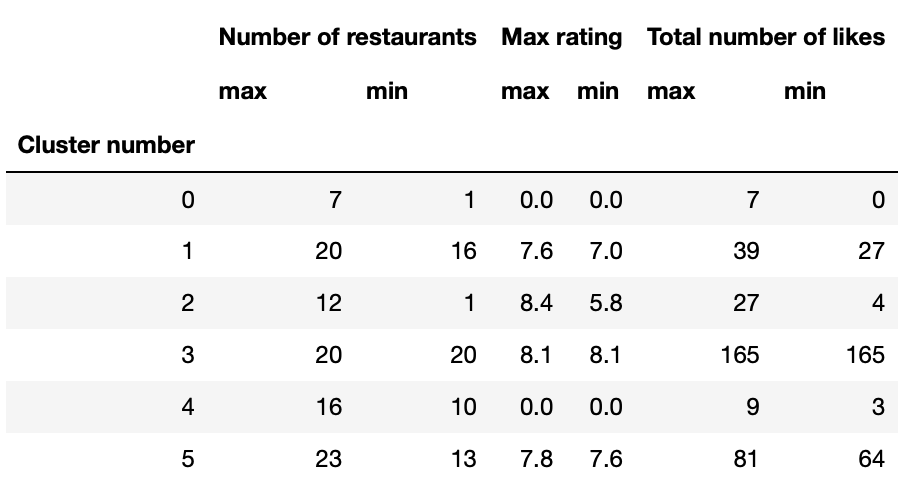 Number of restaurants Max rating Total number of likes
max min max min max min
Cluster number
0 7 1 0.0 0.0 7 0
1 20 16 7.6 7.0 39 27
2 12 1 8.4 5.8 27 4
3 20 20 8.1 8.1 165 165
4 16 10 0.0 0.0 9 3
5 23 13 7.8 7.6 81 64